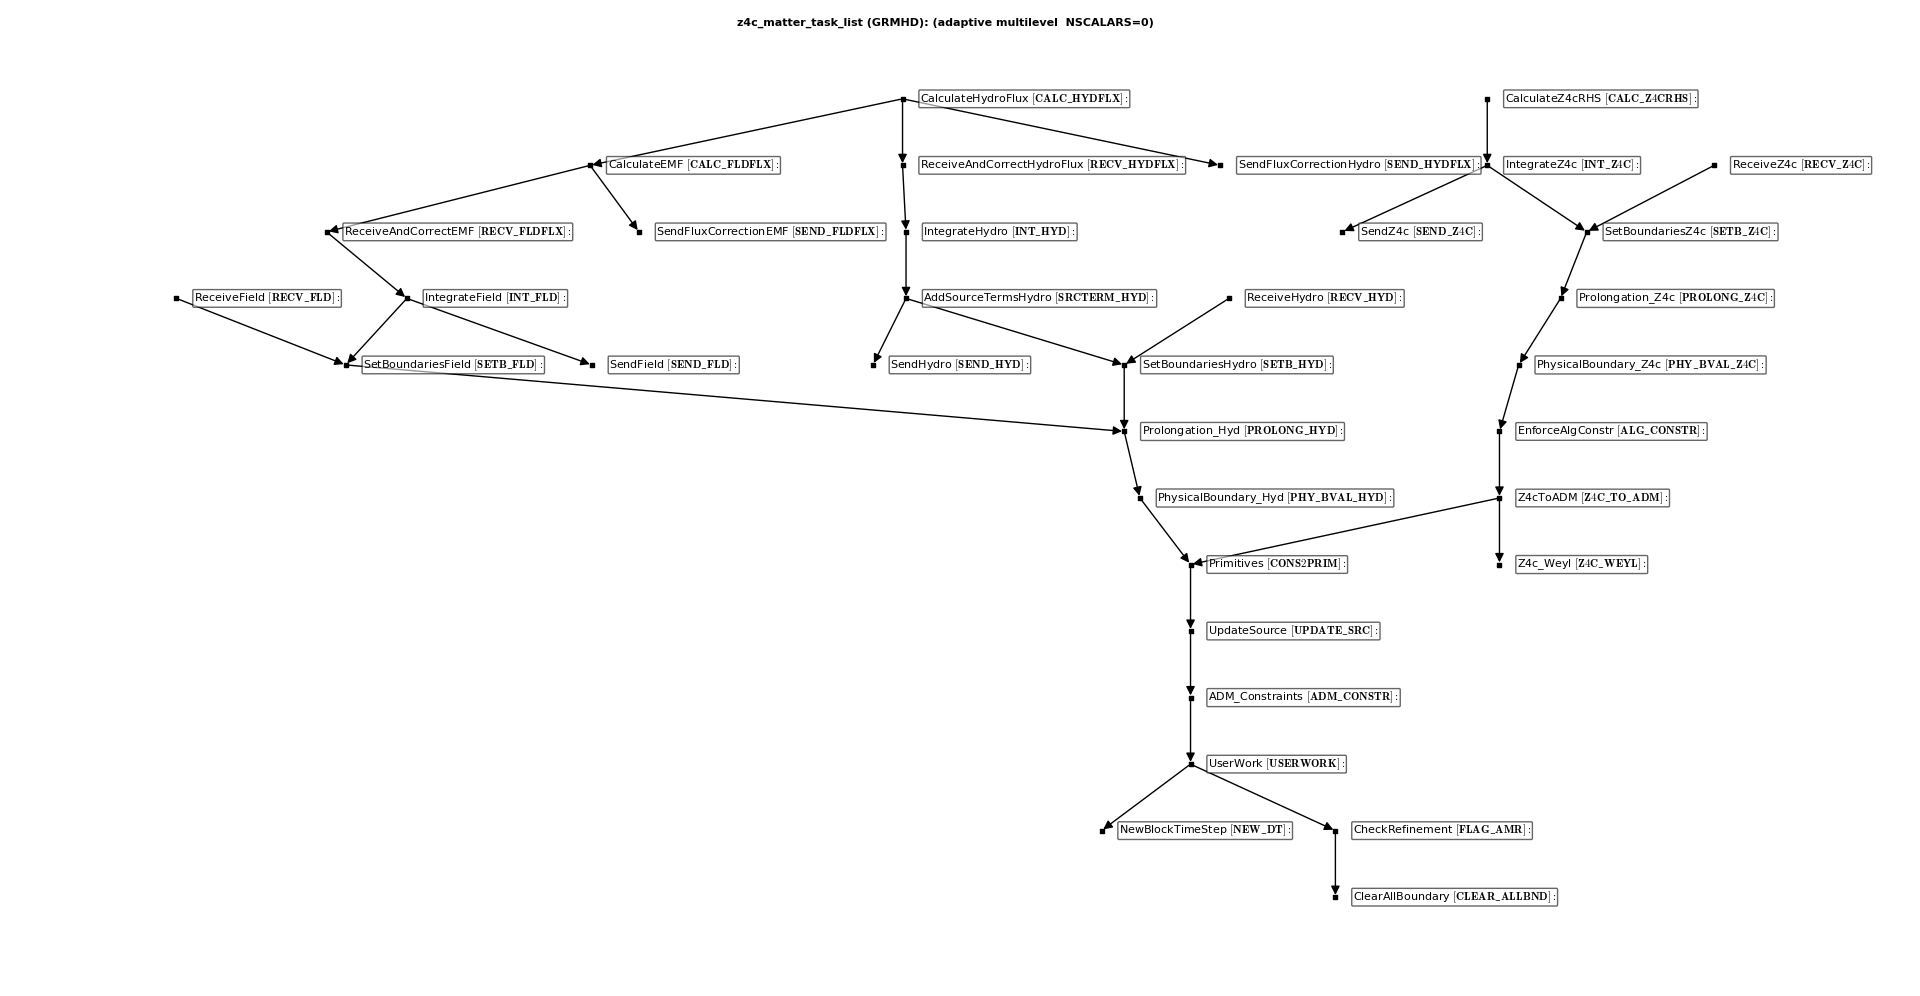 z4c_matter_task_list (GRMHD): (adaptive multilevel  NSCALARS=0)
CalculateHydroFlux [CALC_HYDFLX]:
CalculateZ4cRHS [CALC_Z4CRHS]:
CalculateEMF [CALC_FLDFLX]:
ReceiveAndCorrectHydroFlux [RECV_HYDFLX]:
SendFluxCorrectionHydro [SEND_HYDFLX]:
IntegrateZ4c [INT_Z4C]:
ReceiveZ4c [RECV_Z4C]:
ReceiveAndCorrectEMF [RECV_FLDFLX]:
SendFluxCorrectionEMF [SEND_FLDFLX]:
IntegrateHydro [INT_HYD]:
SendZ4c [SEND_Z4C]:
SetBoundariesZ4c [SETB_Z4C]:
ReceiveField [RECV_FLD]:
IntegrateField [INT_FLD]:
AddSourceTermsHydro [SRCTERM_HYD]:
ReceiveHydro [RECV_HYD]:
Prolongation_Z4c [PROLONG_Z4C]:
SetBoundariesField [SETB_FLD]:
SendField [SEND_FLD]:
SendHydro [SEND_HYD]:
SetBoundariesHydro [SETB_HYD]:
PhysicalBoundary_Z4c [PHY_BVAL_Z4C]:
Prolongation_Hyd [PROLONG_HYD]:
EnforceAlgConstr [ALG_CONSTR]:
PhysicalBoundary_Hyd [PHY_BVAL_HYD]:
Z4cToADM [Z4C_TO_ADM]:
Primitives [CONS2PRIM]:
Z4c_Weyl [Z4C_WEYL]:
UpdateSource [UPDATE_SRC]:
ADM_Constraints [ADM_CONSTR]:
UserWork [USERWORK]:
NewBlockTimeStep [NEW_DT]:
CheckRefinement [FLAG_AMR]:
ClearAllBoundary [CLEAR_ALLBND]: